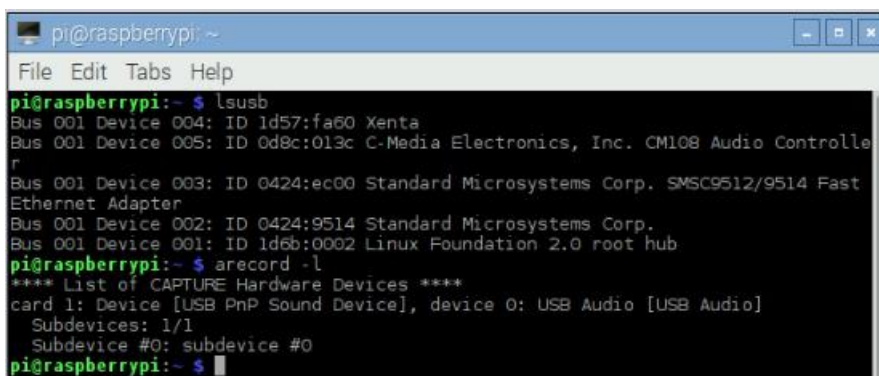 pi@raspberrypi: ~
File Edit Tabs Help
pi@raspberrypi:~ $ lsusb
Bus 001 Device 004: ID 1d57:fa60 Xenta
Bus 001 Device 005: ID 0d8c:013c C-Media Electronics, Inc. CM108 Audio Controlle
r
Bus 001 Device 003: ID 0424:ec00 Standard Microsystems Corp. SMSC9512/9514 Fast
Ethernet Adapter
Bus 001 Device 002: ID 0424:9514 Standard Microsystems Corp.
Bus 001 Device 001: ID 1d6b:0002 Linux Foundation 2.0 root hub
pi@raspberrypi:~ $ arecord -l
**** List of CAPTURE Hardware Devices ****
card 1: Device [USB PnP Sound Device], device 0: USB Audio [USB Audio]
  Subdevices: 1/1
  Subdevice #0: subdevice #0
pi@raspberrypi:~ $